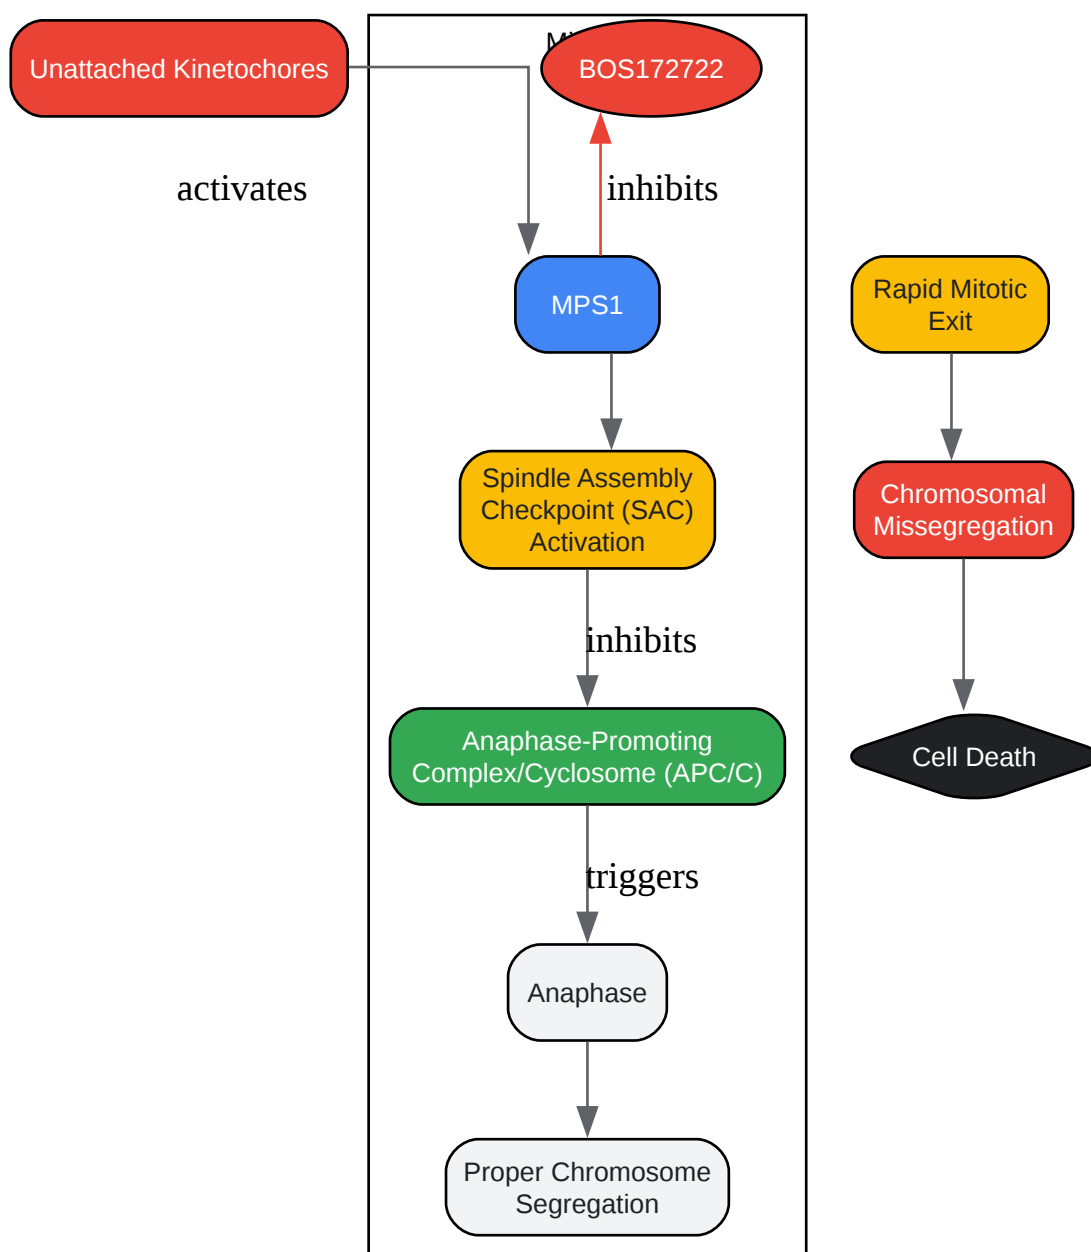 Unattached Kinetochores
BOS172722
activates
inhibits
MPS1
Rapid Mitotic
Exit
Spindle Assembly
Checkpoint (SAC)
Activation
Chromosomal
Missegregation
inhibits
Anaphase-Promoting
Complex/Cyclosome (APC/C)
Cell Death
triggers
Anaphase
Proper Chromosome
Segregation